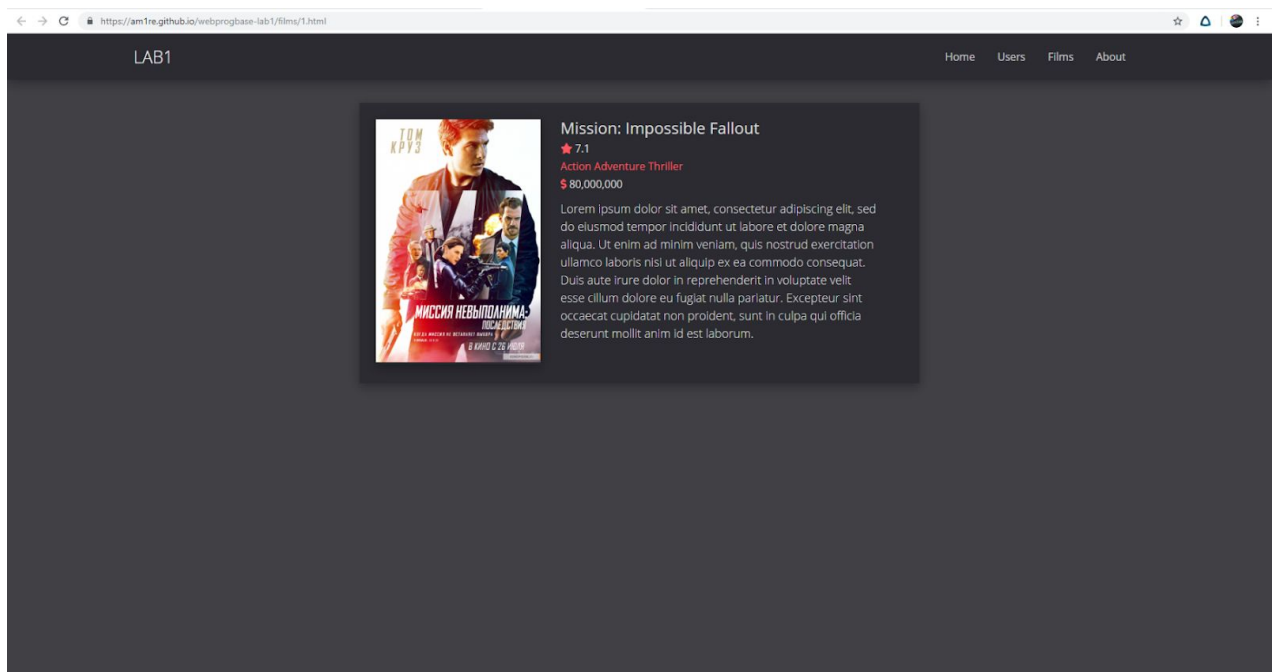 https://am1re.github.io/webprogbase-lab1/films/1.html
LAB1
Home Users Films About
ТОМ
КРУЗ
МИССИЯ НЕВЫПОЛНИМА:
ПОСЛЕДСТВИЯ
КОГДА МИССИЯ НЕ ОСТАВЛЯЕТ ВЫБОРА
В КИНО С 26 ИЮЛЯ
Mission: Impossible Fallout
7.1
Action Adventure Thriller
$ 80,000,000
Lorem ipsum dolor sit amet, consectetur adipiscing elit, sed
do eiusmod tempor incididunt ut labore et dolore magna
aliqua. Ut enim ad minim veniam, quis nostrud exercitation
ullamco laboris nisi ut aliquip ex ea commodo consequat.
Duis aute irure dolor in reprehenderit in voluptate velit
esse cillum dolore eu fugiat nulla pariatur. Excepteur sint
occaecat cupidatat non proident, sunt in culpa qui officia
deserunt mollit anim id est laborum.